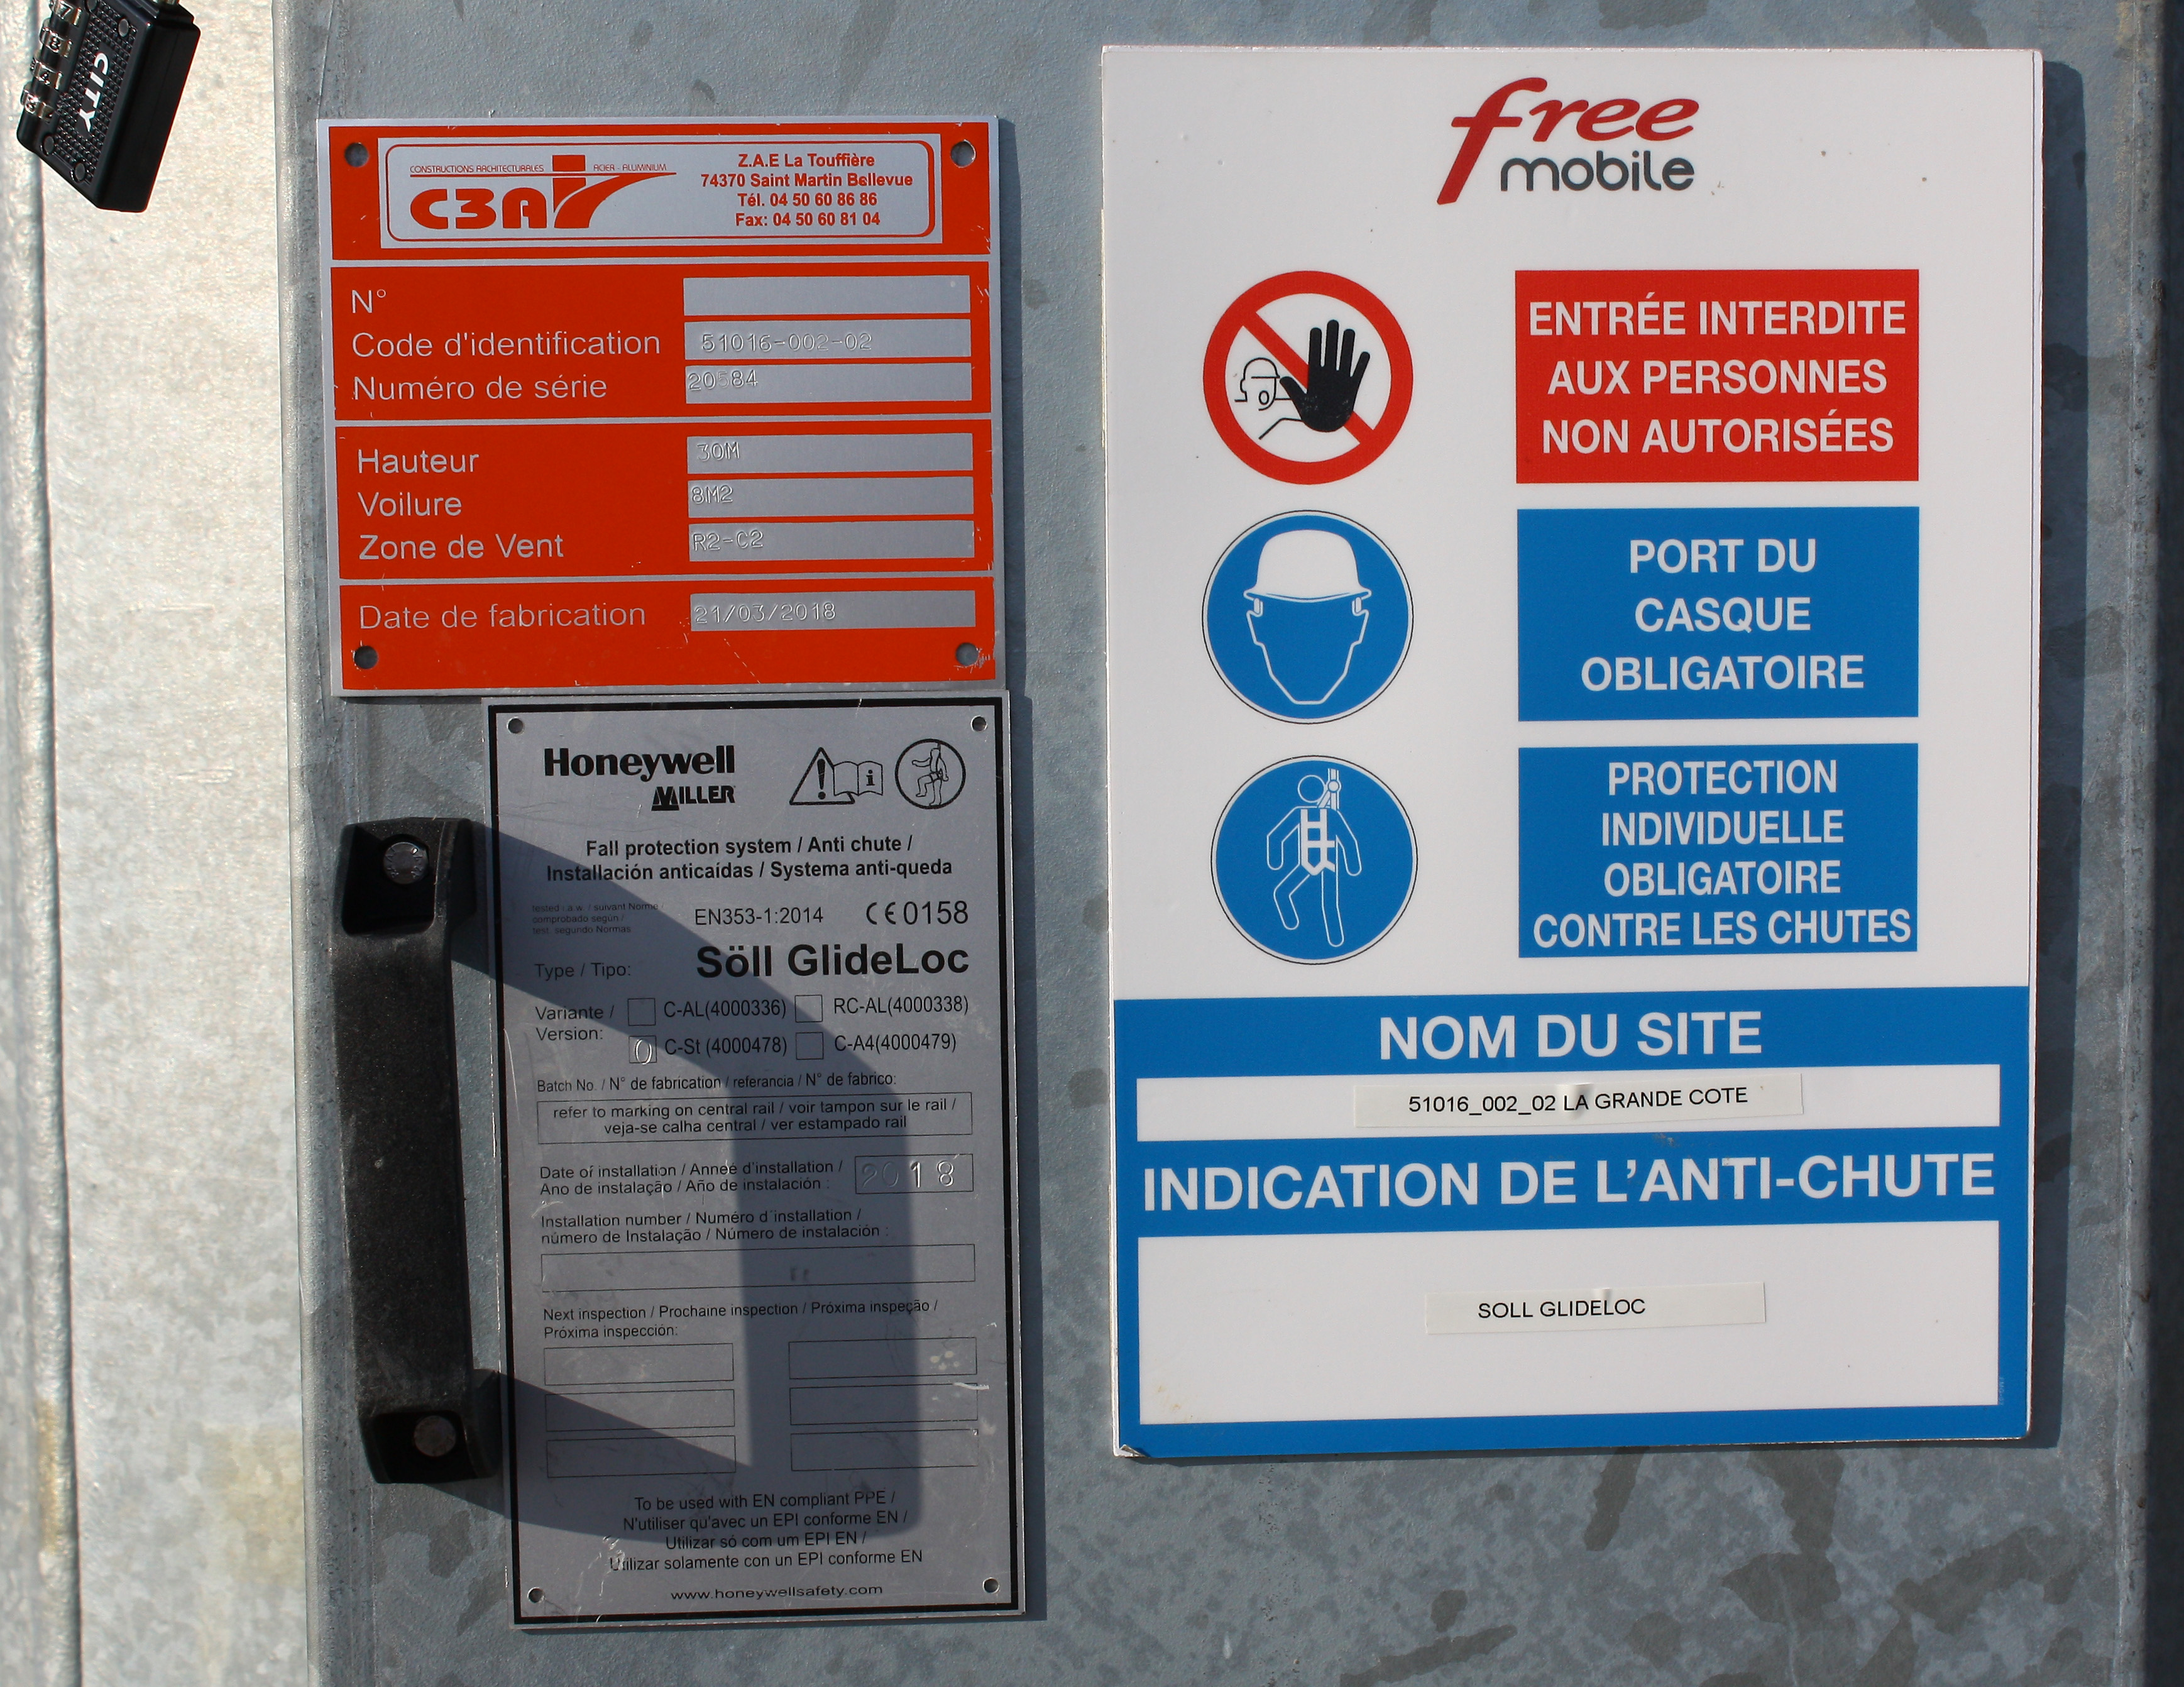 CITY
CONSTRUCTIONS ARCHITECTURALES ACIER - ALUMINIUM
C3A
Z.A.E La Touffière
74370 Saint Martin Bellevue
Tél. 04 50 60 86 86
Fax: 04 50 60 81 04
N°
Code d'identification 51016-002-02
Numéro de série
Hauteur 30M
Voilure 8M2
Zone de Vent R2-C2
Date de fabrication 21/03/2018
Honeywell
MILLER
Fall protection system / Anti chute /
Installación anticaídas / Systema anti-queda
tested i.a.w. / suivant Norme /
comprobado según /
test. segundo Normas
EN353-1:2014 CE 0158
Type / Tipo: Söll GlideLoc
Variante / C-AL(4000336) RC-AL(4000338)
Version: C-St (4000478) C-A4(4000479)
Batch No. / N° de fabrication / referancia / N° de fabrico:
refer to marking on central rail / voir tampon sur le rail /
veja-se calha central / ver estampado rail
Date of installation / Année d'installation /
Ano de instalação / Año de instalación : 2018
Installation number / Numéro d'installation /
número de Instalação / Número de instalación :
Next inspection / Prochaine inspection / Próxima inspeção /
Próxima inspección:
To be used with EN compliant PPE /
N'utiliser qu'avec un EPI conforme EN /
Utilizar só com um EPI EN /
Utilizar solamente con un EPI conforme EN
www.honeywellsafety.com
free
mobile
ENTRÉE INTERDITE
AUX PERSONNES
NON AUTORISÉES
PORT DU
CASQUE
OBLIGATOIRE
PROTECTION
INDIVIDUELLE
OBLIGATOIRE
CONTRE LES CHUTES
NOM DU SITE
51016_002_02 LA GRANDE COTE
INDICATION DE L'ANTI-CHUTE
SOLL GLIDELOC